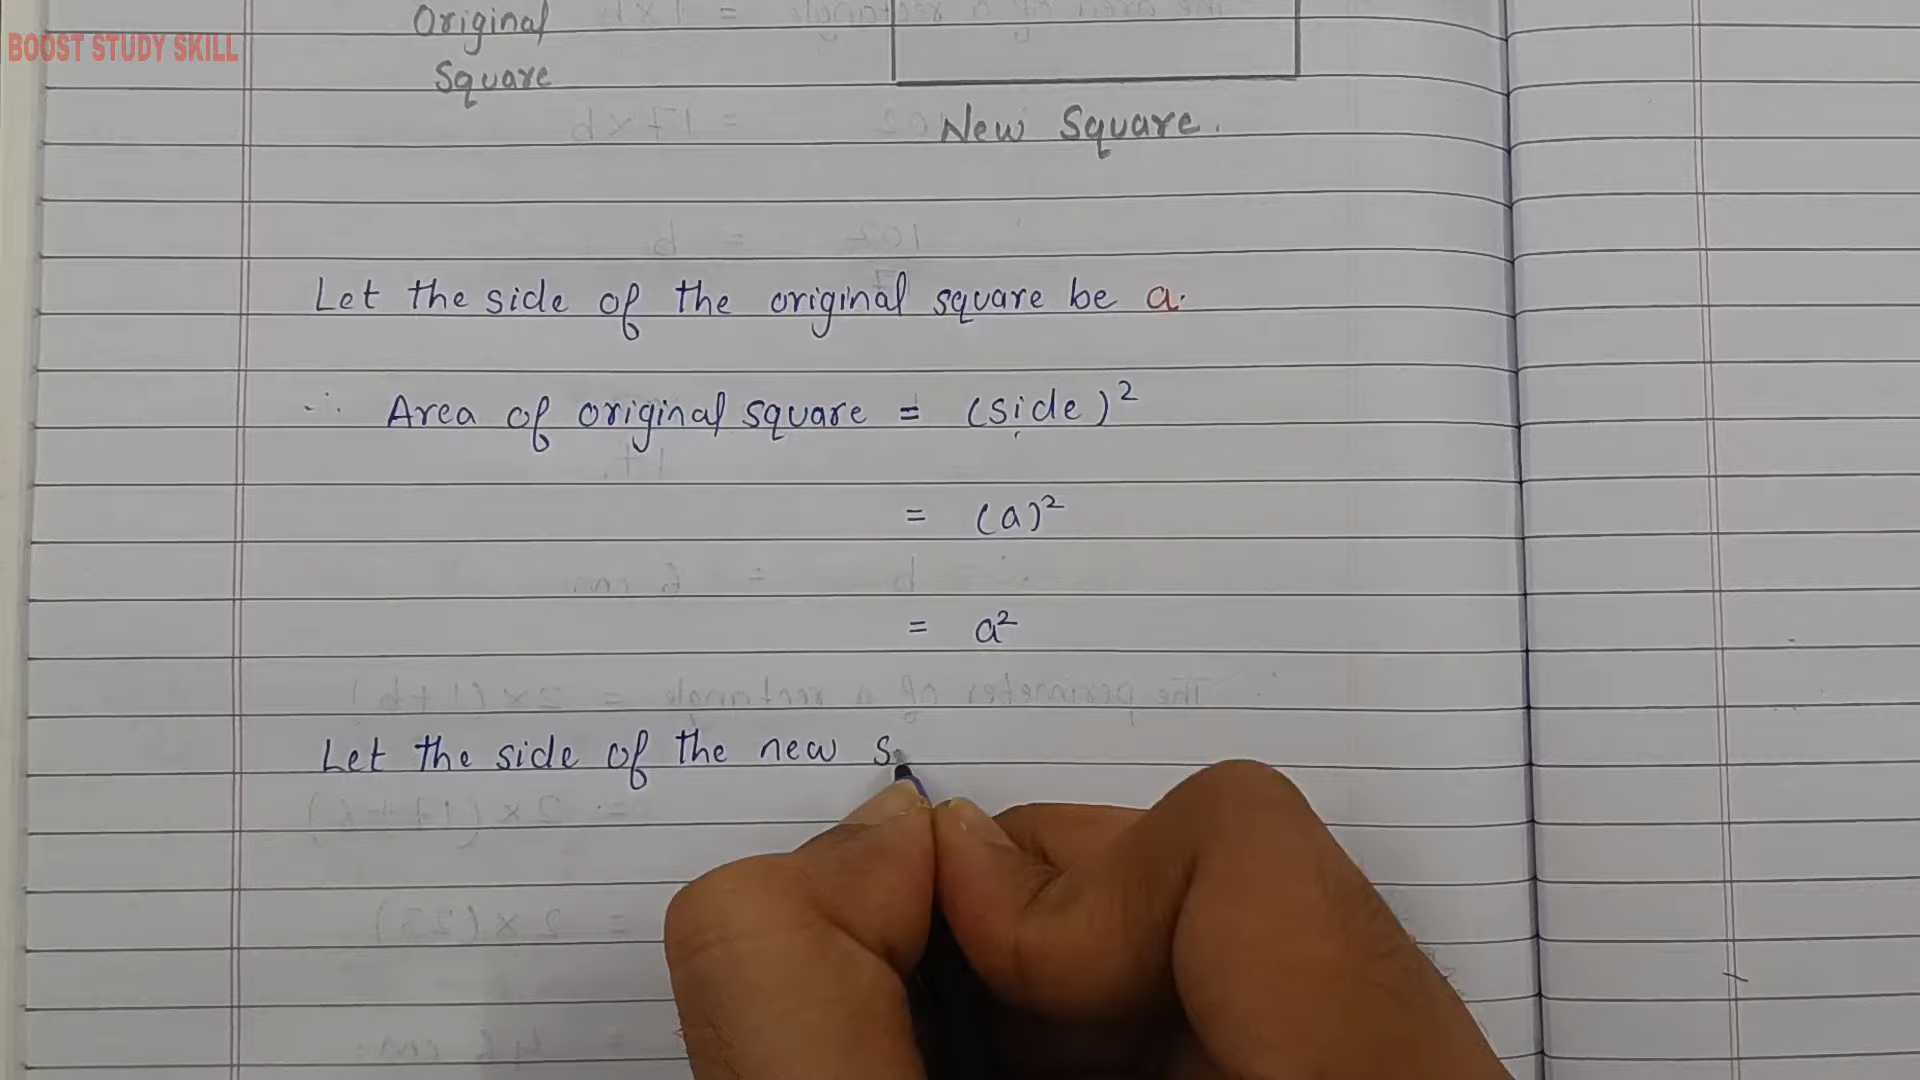 BOOST STUDY SKILL
Original
Square
New Square.
Let the side of the original square be a.
∴ Area of original square = (side)²
= (a)²
= a²
Let the side of the new s